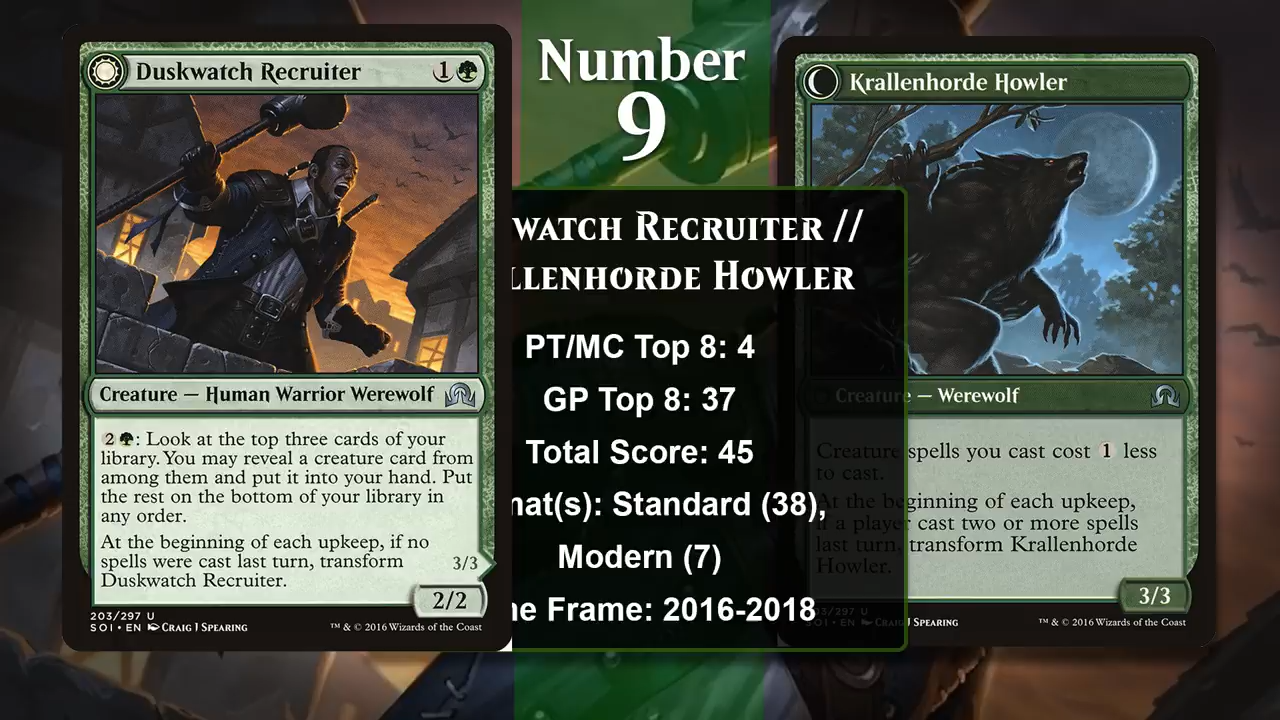 Duskwatch Recruiter 1
Creature — Human Warrior Werewolf
2 : Look at the top three cards of your
library. You may reveal a creature card from
among them and put it into your hand. Put
the rest on the bottom of your library in
any order.
At the beginning of each upkeep, if no
spells were cast last turn, transform
Duskwatch Recruiter.
3/3
2/2
203/297 U
SOI • EN Craig J Spearing
™ & © 2016 Wizards of the Coast
Number
9
watch Recruiter //
llenhorde Howler
PT/MC Top 8: 4
GP Top 8: 37
Total Score: 45
mat(s): Standard (38),
Modern (7)
e Frame: 2016-2018
Krallenhorde Howler
Creature — Werewolf
Creature spells you cast cost 1 less
to cast.
At the beginning of each upkeep,
if a player cast two or more spells
last turn, transform Krallenhorde
Howler.
3/3
203/297 U
SOI • EN Craig J Spearing
™ & © 2016 Wizards of the Coast